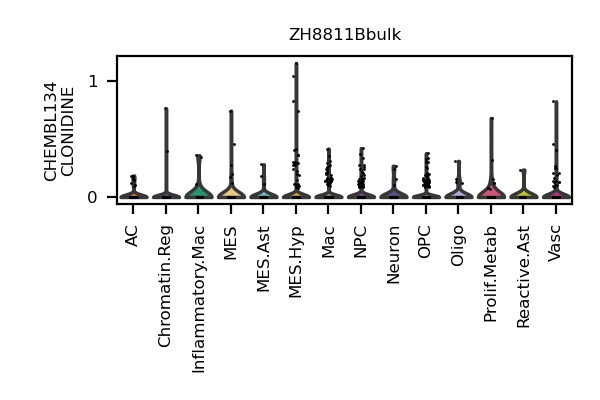 ZH8811Bbulk
CHEMBL134
CLONIDINE
1
0
AC
Chromatin.Reg
Inflammatory.Mac
MES
MES.Ast
MES.Hyp
Mac
NPC
Neuron
OPC
Oligo
Prolif.Metab
Reactive.Ast
Vasc